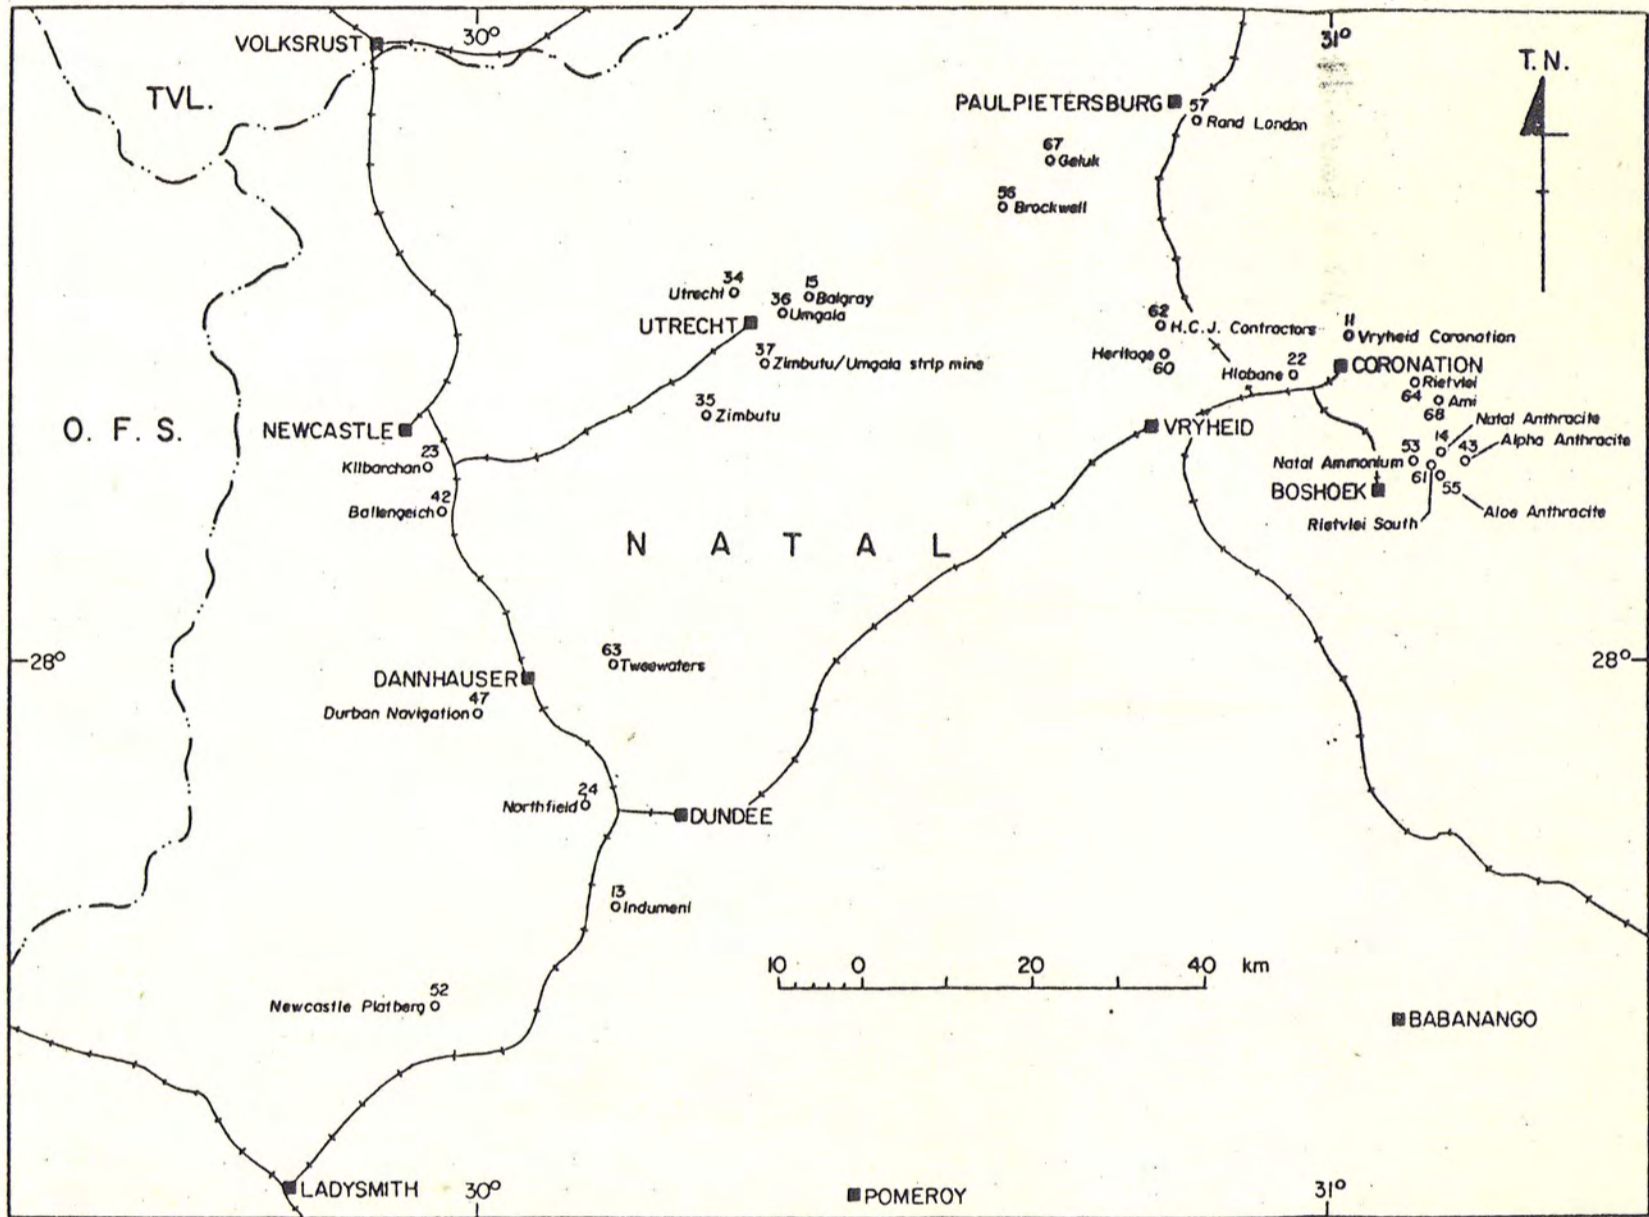 30°
31°
VOLKSRUST
T.N.
TVL.
PAULPIETERSBURG
57
Rand London
67
Geluk
56
Brockwell
34
Utrecht
15
Balgray
36
Umgala
UTRECHT
62
H.C.J. Contractors
11
Vryheid Coronation
37
Zimbutu/Umgala strip mine
Heritage
60
22
Hlobane
5
CORONATION
Rietvlei
64
Ami
68
35
Zimbutu
O. F. S.
NEWCASTLE
VRYHEID
Natal Anthracite
14
43
Alpha Anthracite
23
Kilbarchan
53
Natal Ammonium
61
55
BOSHOEK
42
Ballengeich
Aloe Anthracite
Rietvlei South
N A T A L
28°
28°
63
Tweewaters
DANNHAUSER
47
Durban Navigation
24
Northfield
DUNDEE
13
Indumeni
10 0 20 40 km
52
Newcastle Platberg
BABANANGO
LADYSMITH
30°
POMEROY
31°